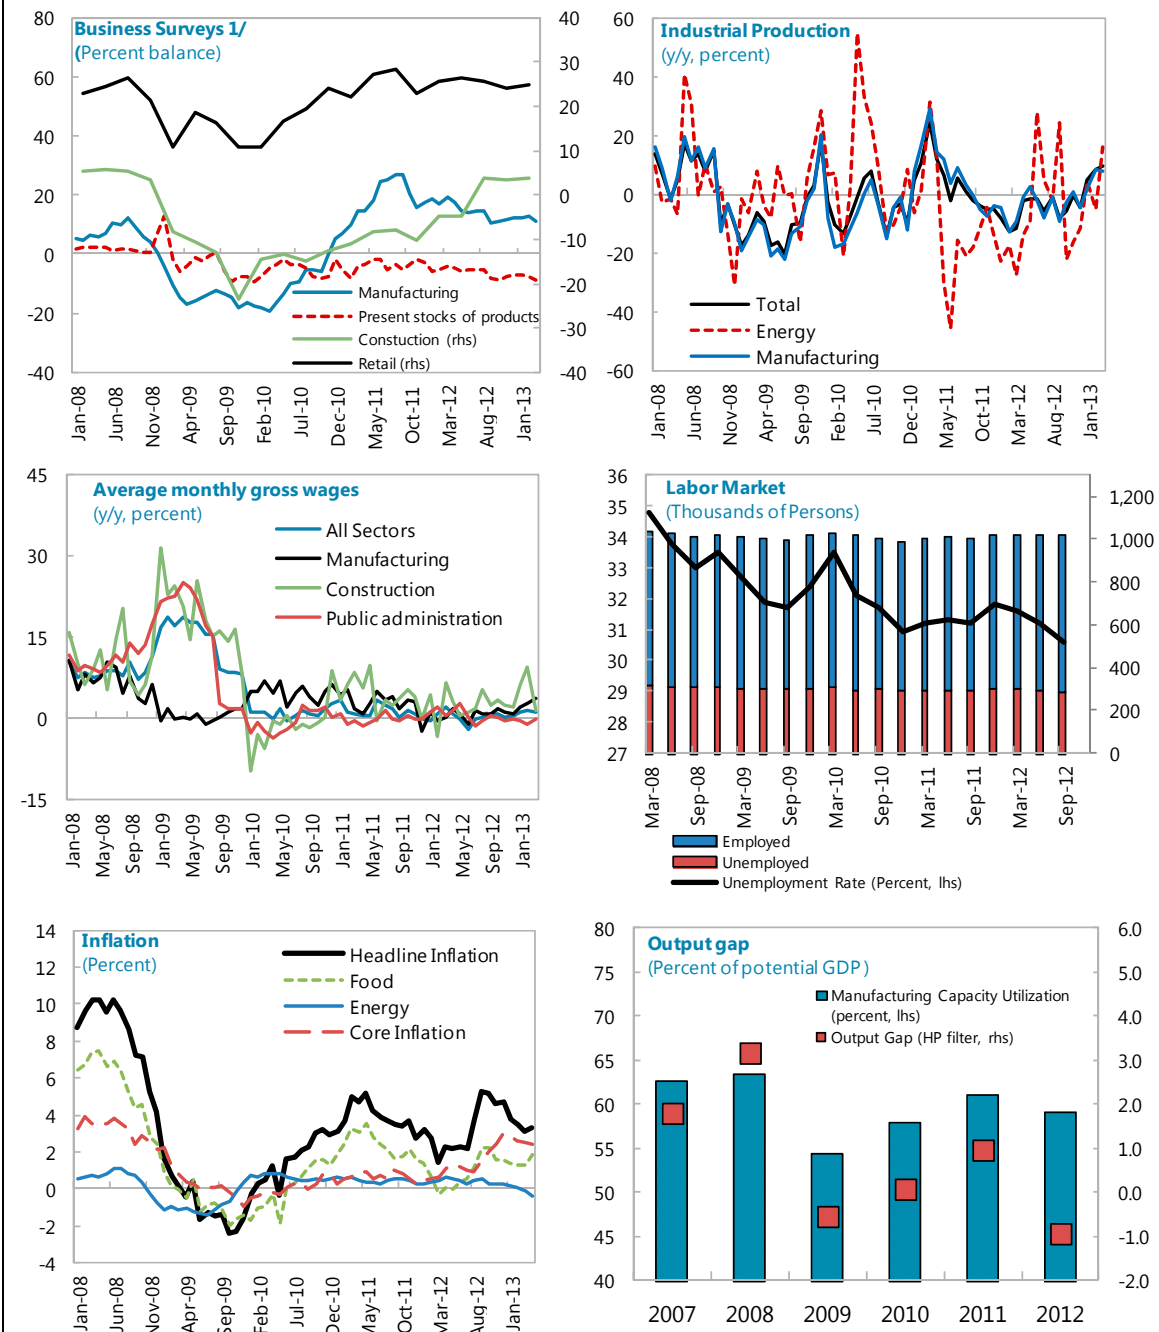 Business Surveys 1/
(Percent balance)
80
60
40
20
0
-20
-40
40
30
20
10
0
-10
-20
-30
-40
Manufacturing
Present stocks of products
Constuction (rhs)
Retail (rhs)
Jan-08
Jun-08
Nov-08
Apr-09
Sep-09
Feb-10
Jul-10
Dec-10
May-11
Oct-11
Mar-12
Aug-12
Jan-13
Industrial Production
(y/y, percent)
60
40
20
0
-20
-40
-60
Total
Energy
Manufacturing
Jan-08
Jun-08
Nov-08
Apr-09
Sep-09
Feb-10
Jul-10
Dec-10
May-11
Oct-11
Mar-12
Aug-12
Jan-13
Average monthly gross wages
(y/y, percent)
45
30
15
0
-15
All Sectors
Manufacturing
Construction
Public administration
Jan-08
May-08
Sep-08
Jan-09
May-09
Sep-09
Jan-10
May-10
Sep-10
Jan-11
May-11
Sep-11
Jan-12
May-12
Sep-12
Jan-13
Labor Market
(Thousands of Persons)
36
35
34
33
32
31
30
29
28
27
1,200
1,000
800
600
400
200
0
Mar-08
Sep-08
Mar-09
Sep-09
Mar-10
Sep-10
Mar-11
Sep-11
Mar-12
Sep-12
Employed
Unemployed
Unemployment Rate (Percent, lhs)
Inflation
(Percent)
14
12
10
8
6
4
2
0
-2
-4
Headline Inflation
Food
Energy
Core Inflation
Jan-08
Jun-08
Nov-08
Apr-09
Sep-09
Feb-10
Jul-10
Dec-10
May-11
Oct-11
Mar-12
Aug-12
Jan-13
Output gap
(Percent of potential GDP)
80
75
70
65
60
55
50
45
40
6.0
5.0
4.0
3.0
2.0
1.0
0.0
-1.0
-2.0
Manufacturing Capacity Utilization
(percent, lhs)
Output Gap (HP filter, rhs)
2007
2008
2009
2010
2011
2012